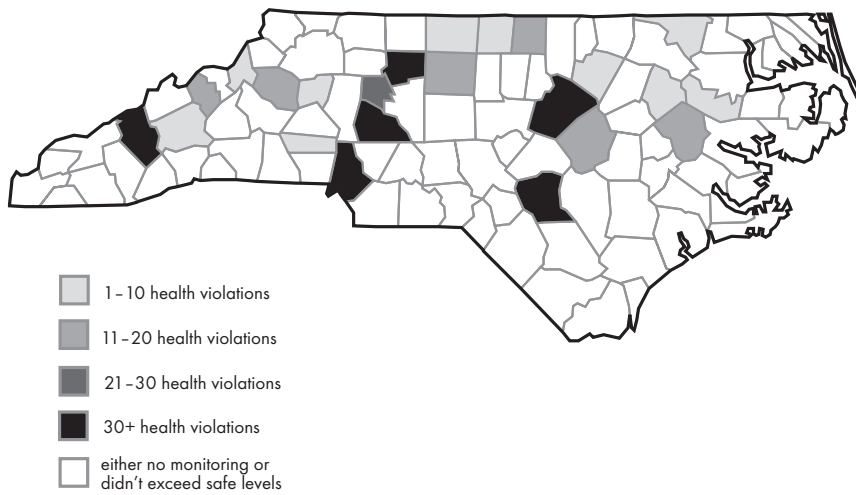 1–10 health violations
11–20 health violations
21–30 health violations
30+ health violations
either no monitoring or
didn't exceed safe levels